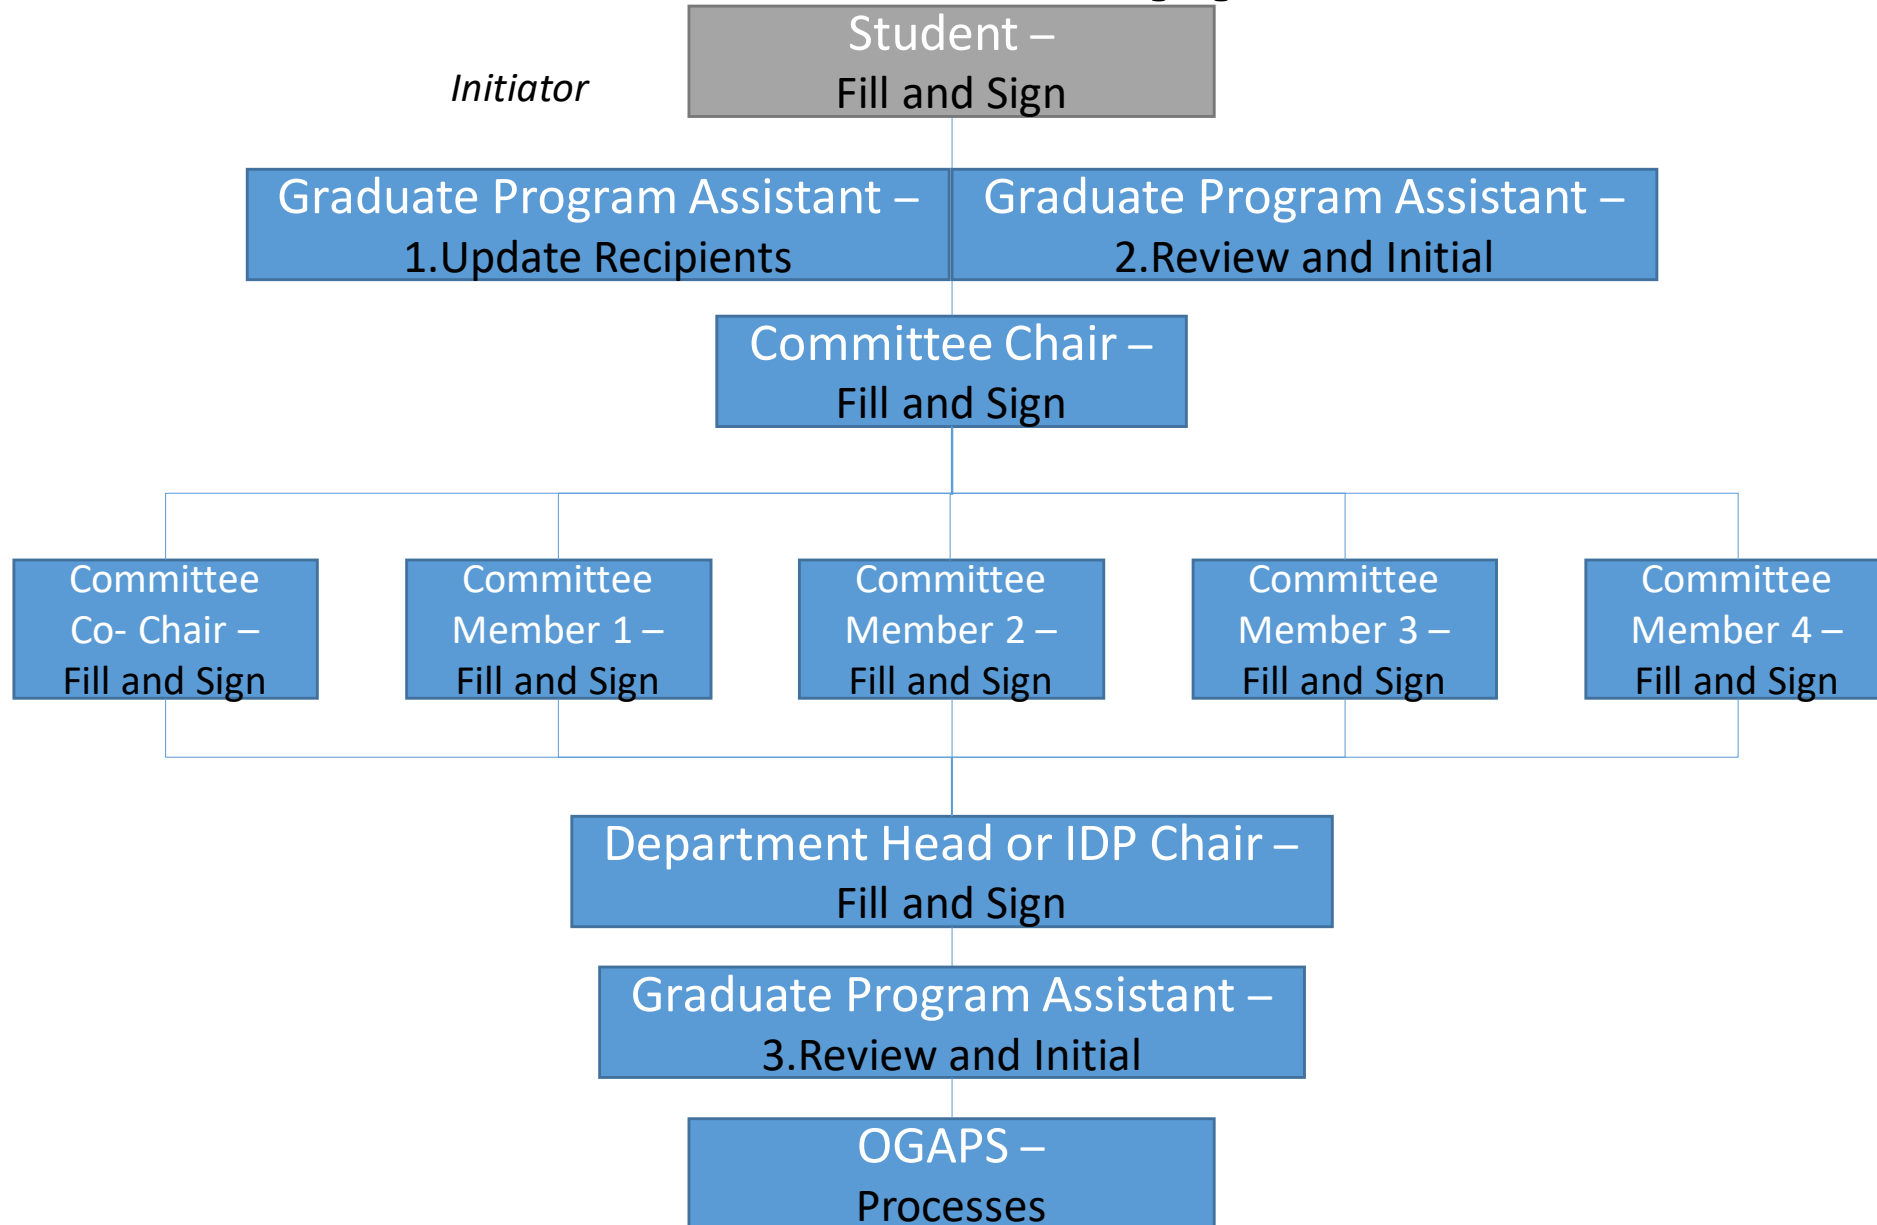 Student –
Fill and Sign
Initiator
Graduate Program Assistant –
1.Update Recipients
Graduate Program Assistant –
2.Review and Initial
Committee Chair –
Fill and Sign
Committee
Co- Chair –
Fill and Sign
Committee
Member 1 –
Fill and Sign
Committee
Member 2 –
Fill and Sign
Committee
Member 3 –
Fill and Sign
Committee
Member 4 –
Fill and Sign
Department Head or IDP Chair –
Fill and Sign
Graduate Program Assistant –
3.Review and Initial
OGAPS –
Processes